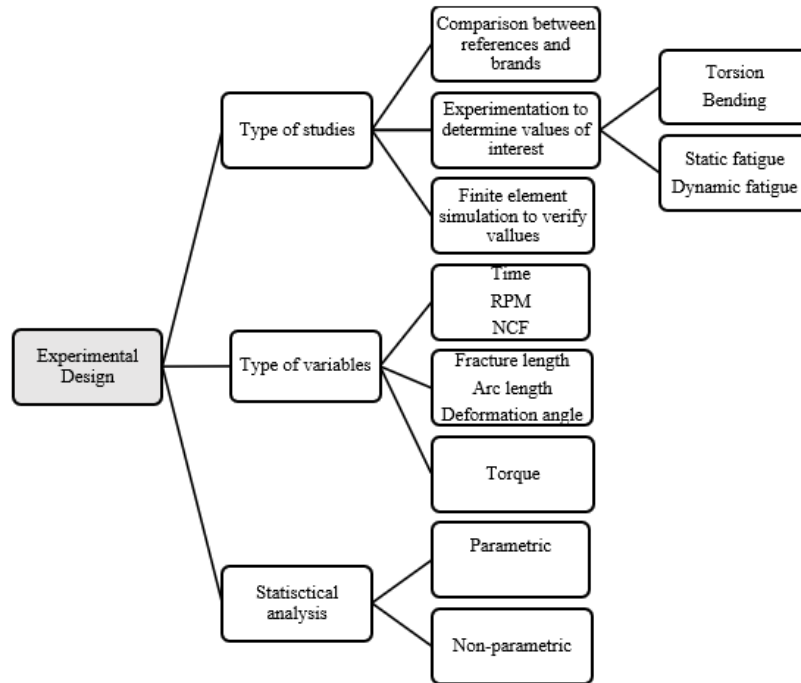 Comparison between
references and
brands
Type of studies
Experimentation to
determine values of
interest
Torsion
Bending
Static fatigue
Dynamic fatigue
Finite element
simulation to verify
vallues
Experimental
Design
Type of variables
Time
RPM
NCF
Fracture length
Arc length
Deformation angle
Torque
Statisctical
analysis
Parametric
Non-parametric